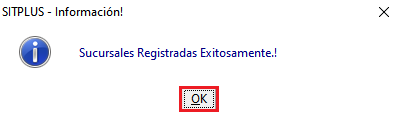 SITPLUS - Información!
Sucursales Registradas Exitosamente.!
OK